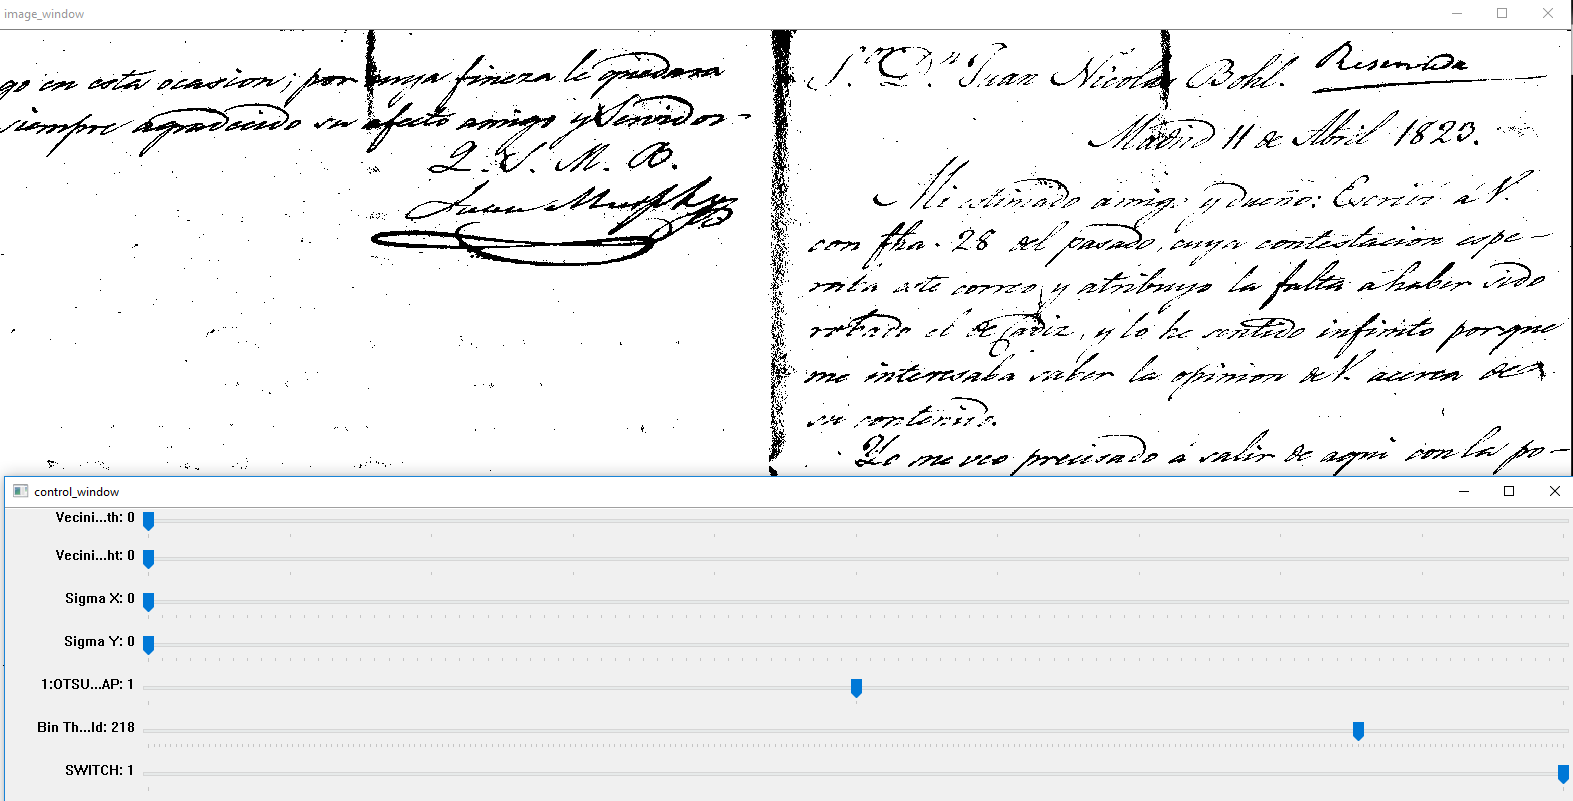 image_window
go en esta ocasion; por cuya fineza le quedara
siempre agradecido su afecto amigo y Servidor-
Q. S. M. B.
Juan Murphy
Sor. Dn. Juan Nicolas Bohl. Reservada
Madrid 11 de Abril 1823.
Mi estimado amigo y dueño: Escribí á V.
con fha. 28 del pasado, cuya contestacion espe-
raba este correo, y atribuyo la falta á haber sido
robado el de Cadiz, y lo he sentido infinito porque
me interesaba saber la opinion de V. acerca de
su contenido.
Yo me veo precisado á salir de aqui con la po-
control_window
Vecini...th: 0
Vecini...ht: 0
Sigma X: 0
Sigma Y: 0
1:OTSU...AP: 1
Bin Th...ld: 218
SWITCH: 1